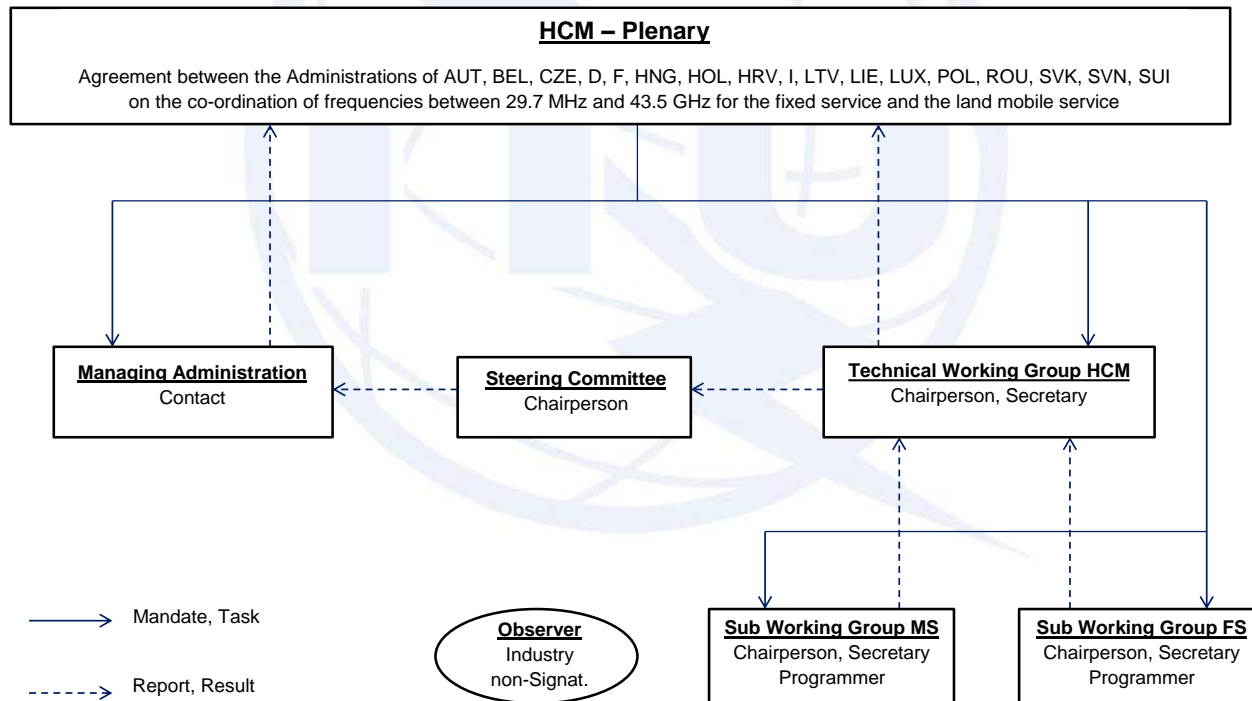 HCM – Plenary
Agreement between the Administrations of AUT, BEL, CZE, D, F, HNG, HOL, HRV, I, LTV, LIE, LUX, POL, ROU, SVK, SVN, SUI
on the co-ordination of frequencies between 29.7 MHz and 43.5 GHz for the fixed service and the land mobile service
Managing Administration
Contact
Steering Committee
Chairperson
Technical Working Group HCM
Chairperson, Secretary
Mandate, Task
Report, Result
Observer
Industry
non-Signat.
Sub Working Group MS
Chairperson, Secretary
Programmer
Sub Working Group FS
Chairperson, Secretary
Programmer
ITU